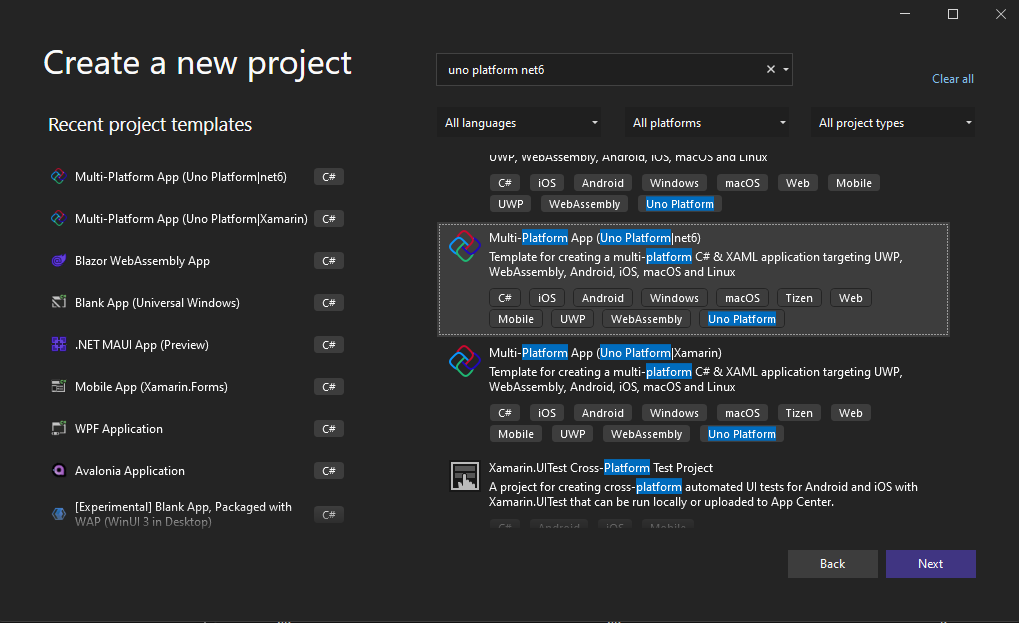 Create a new project
Recent project templates
Multi-Platform App (Uno Platform|net6) C#
Multi-Platform App (Uno Platform|Xamarin) C#
Blazor WebAssembly App C#
Blank App (Universal Windows) C#
.NET MAUI App (Preview) C#
Mobile App (Xamarin.Forms) C#
WPF Application C#
Avalonia Application C#
[Experimental] Blank App, Packaged with
WAP (WinUI 3 in Desktop) C#
uno platform net6
Clear all
All languages All platforms All project types
UWP, WebAssembly, Android, iOS, macOS and Linux
C# iOS Android Windows macOS Web Mobile
UWP WebAssembly Uno Platform
Multi-Platform App (Uno Platform|net6)
Template for creating a multi-platform C# & XAML application targeting UWP,
WebAssembly, Android, iOS, macOS and Linux
C# iOS Android Windows macOS Tizen Web
Mobile UWP WebAssembly Uno Platform
Multi-Platform App (Uno Platform|Xamarin)
Template for creating a multi-platform C# & XAML application targeting UWP,
WebAssembly, Android, iOS, macOS and Linux
C# iOS Android Windows macOS Tizen Web
Mobile UWP WebAssembly Uno Platform
Xamarin.UITest Cross-Platform Test Project
A project for creating cross-platform automated UI tests for Android and iOS with
Xamarin.UITest that can be run locally or uploaded to App Center.
C# Android iOS Mobile
Back Next